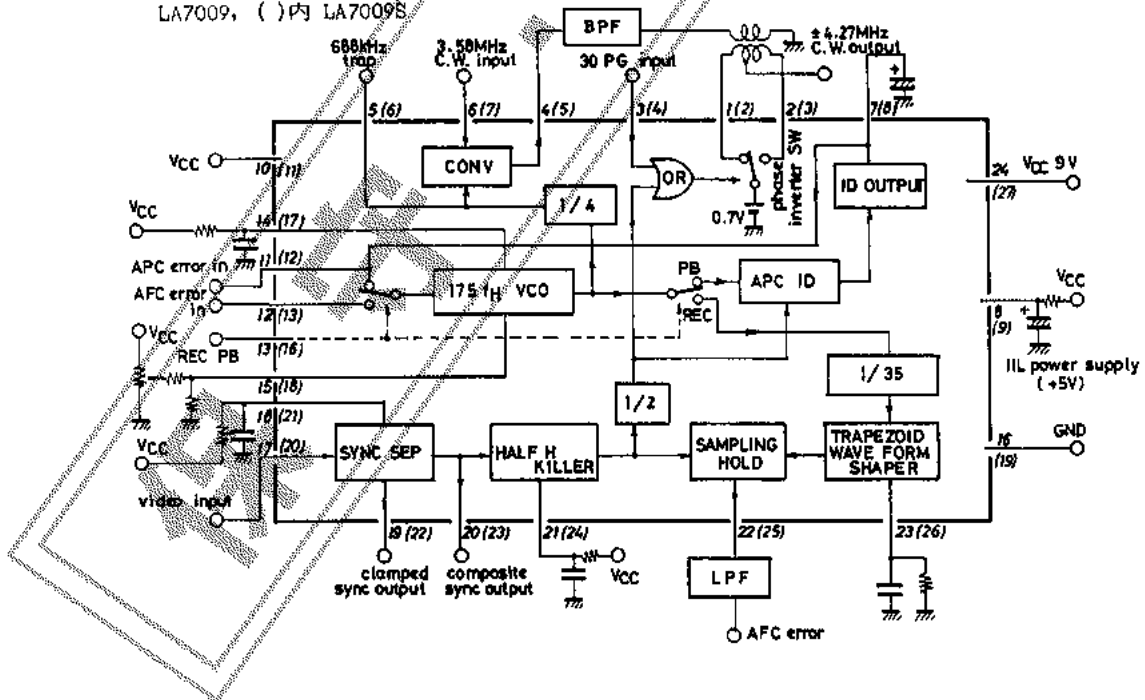 LA7009, ( )内 LA7009S
BPF
688kHz trap
3.58MHz C.W. input
30 PG input
±4.27MHz C.W. output
+
5 (6)
6 (7)
4 (5)
3 (4)
1 (2)
2 (3)
7 (8)
VCC
10 (11)
CONV
OR
phase inverter SW
0.7V
ID OUTPUT
24 (27)
VCC 9V
1/4
VCC
14 (17)
APC error in
11 (12)
AFC error in
12 (13)
175 fH VCO
PB
REC
APC ID
VCC
+
8 (9)
IIL power supply (+5V)
VCC
REC PB
13 (16)
1/35
15 (18)
18 (21)
1/2
VCC
17 (20)
SYNC SEP
HALF H KILLER
SAMPLING HOLD
TRAPEZOID WAVE FORM SHAPER
16 (19)
GND
video input
19 (22)
20 (23)
21 (24)
22 (25)
23 (26)
clamped sync output
composite sync output
VCC
LPF
AFC error